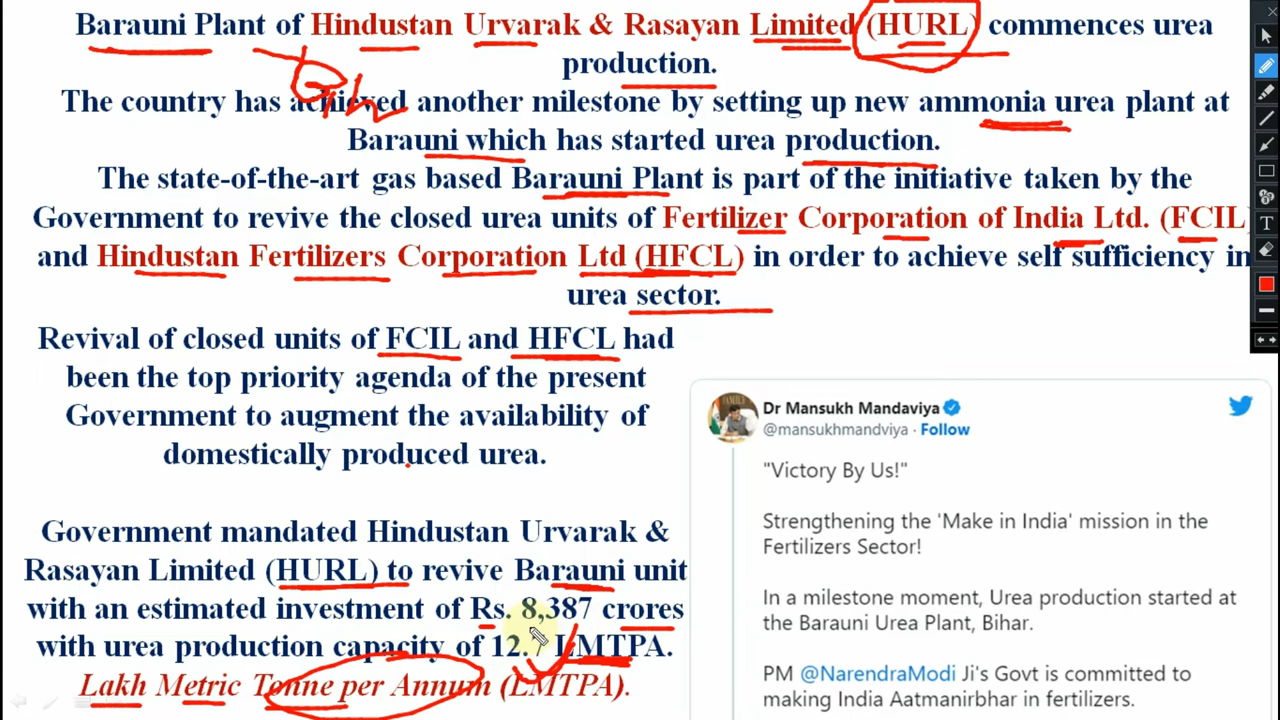 Barauni Plant of Hindustan Urvarak & Rasayan Limited (HURL) commences urea
production.
The country has achieved another milestone by setting up new ammonia urea plant at
Barauni which has started urea production.
The state-of-the-art gas based Barauni Plant is part of the initiative taken by the
Government to revive the closed urea units of Fertilizer Corporation of India Ltd. (FCIL)
and Hindustan Fertilizers Corporation Ltd (HFCL) in order to achieve self sufficiency in
urea sector.
Revival of closed units of FCIL and HFCL had
been the top priority agenda of the present
Government to augment the availability of
domestically produced urea.
Government mandated Hindustan Urvarak &
Rasayan Limited (HURL) to revive Barauni unit
with an estimated investment of Rs. 8,387 crores
with urea production capacity of 12.7 LMTPA.
Lakh Metric Tonne per Annum (LMTPA).
Dr Mansukh Mandaviya
@mansukhmandviya · Follow
"Victory By Us!"
Strengthening the 'Make in India' mission in the
Fertilizers Sector!
In a milestone moment, Urea production started at
the Barauni Urea Plant, Bihar.
PM @NarendraModi Ji's Govt is committed to
making India Aatmanirbhar in fertilizers.